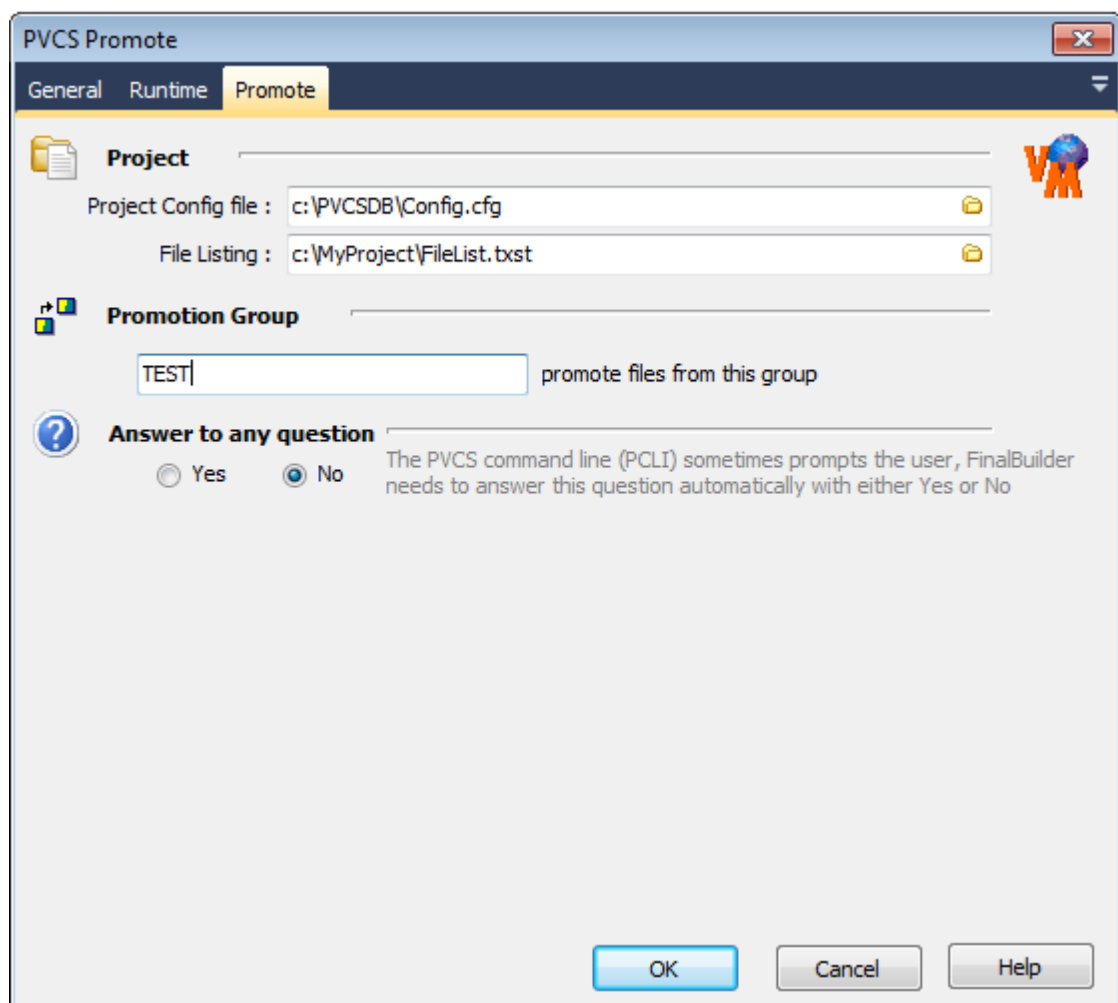 PVCS Promote
General Runtime Promote
Project
Project Config file : c:\PVCSDB\Config.cfg
File Listing : c:\MyProject\FileList.txst
Promotion Group
TEST promote files from this group
Answer to any question
Yes No The PVCS command line (PCLI) sometimes prompts the user, FinalBuilder
needs to answer this question automatically with either Yes or No
VM
OK Cancel Help